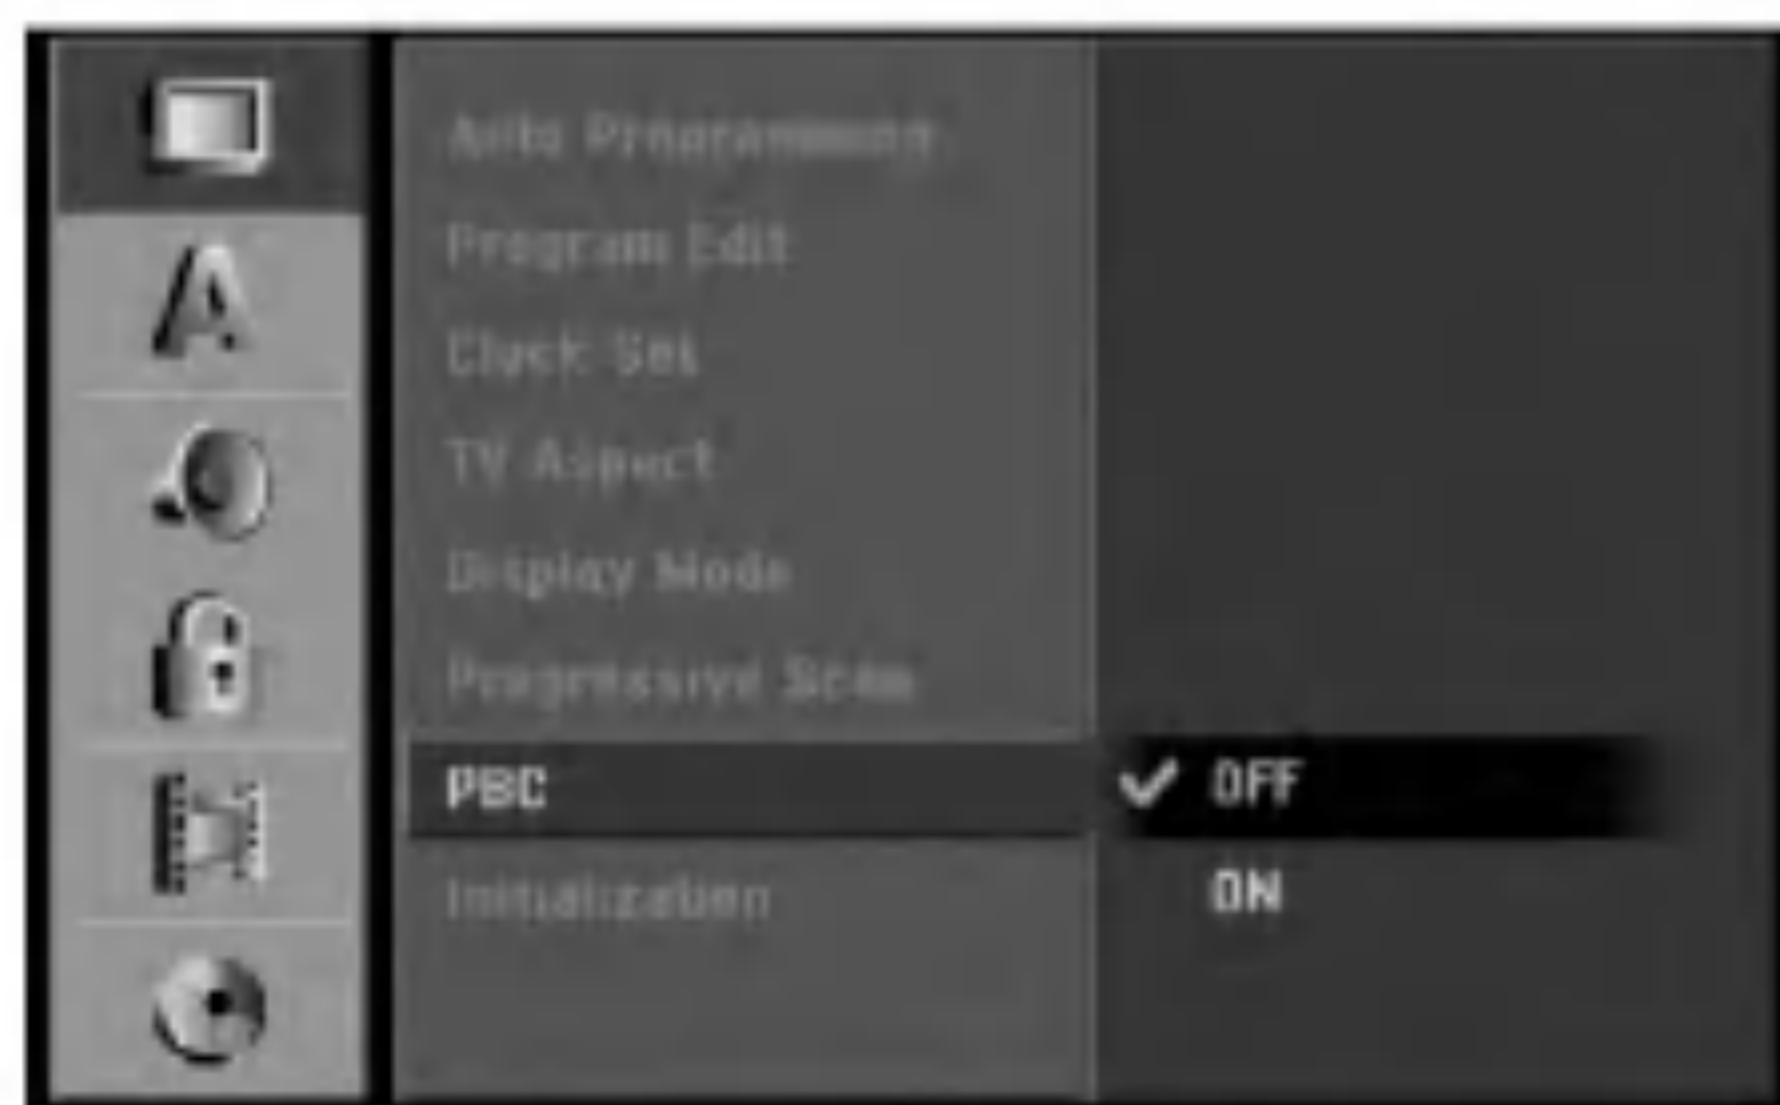 A
Auto Programming
Program Edit
Clock Set
TV Aspect
Display Mode
Progressive Scan
PBC
✔ OFF
ON
Initialization